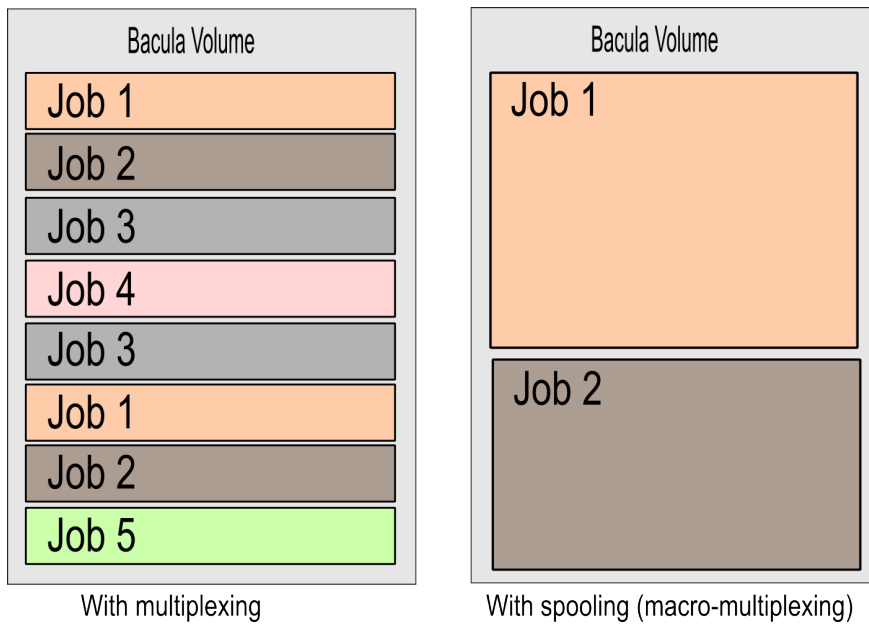 Bacula Volume
Job 1
Job 2
Job 3
Job 4
Job 3
Job 1
Job 2
Job 5
With multiplexing
Bacula Volume
Job 1
Job 2
With spooling (macro-multiplexing)